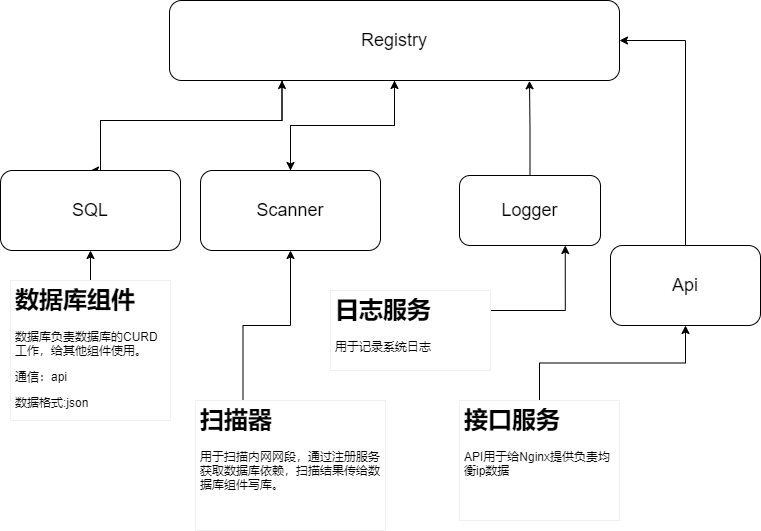 Registry
SQL
Scanner
Logger
Api
数据库组件
数据库负责数据库的CURD
工作，给其他组件使用。
通信：api
数据格式:json
日志服务
用于记录系统日志
扫描器
用于扫描内网网段，通过注册服务
获取数据库依赖，扫描结果传给数
据库组件写库。
接口服务
API用于给Nginx提供负责均
衡ip数据